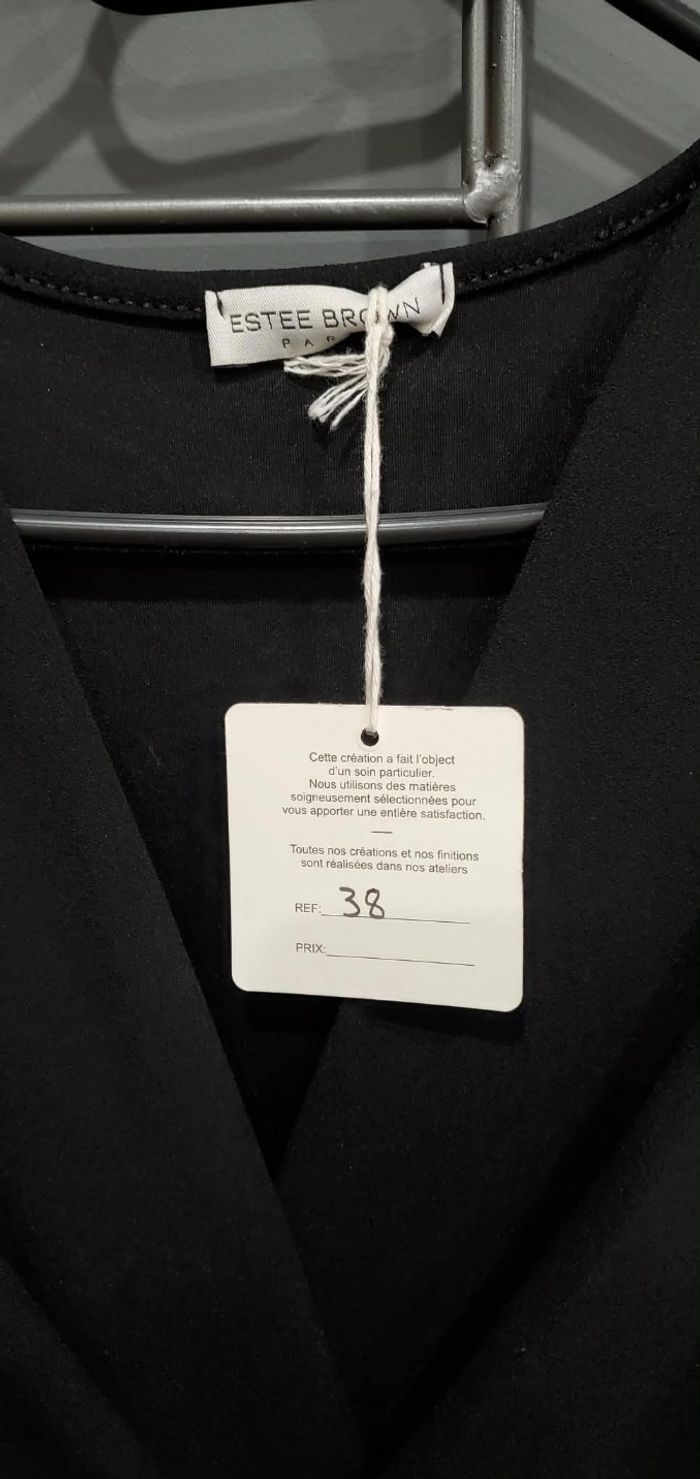 ESTEE BROWN
Cette création a fait l'object
d'un soin particulier.
Nous utilisons des matières
soigneusement sélectionnées pour
vous apporter une entière satisfaction.
Toutes nos créations et nos finitions
sont réalisées dans nos ateliers
REF: 38
PRIX: